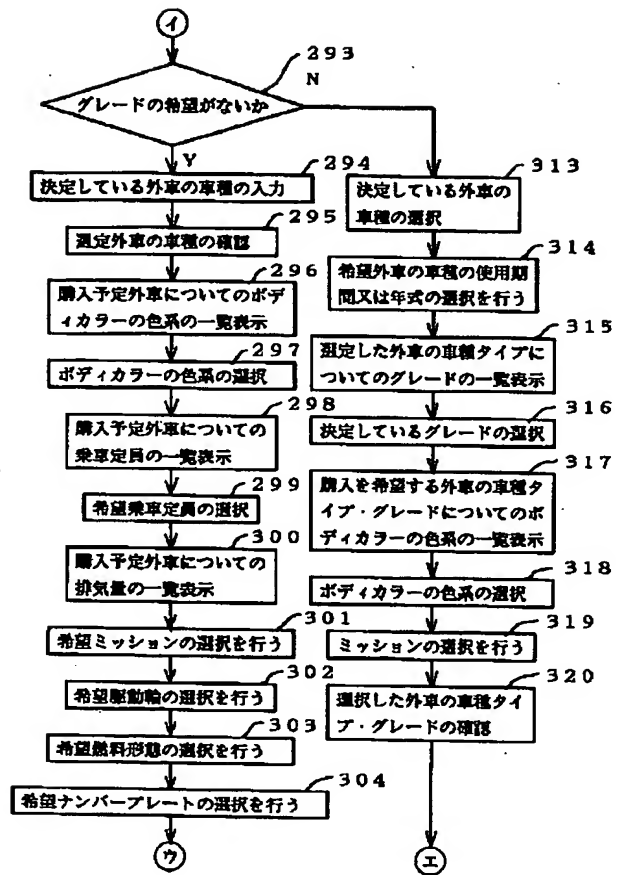 イ
293
N
グレードの希望がないか
Y
294
決定している外車の車種の入力
295
選定外車の車種の確認
296
購入予定外車についてのボデ
ィカラーの色系の一覧表示
297
ボディカラーの色系の選択
298
購入予定外車についての
乗車定員の一覧表示
299
希望乗車定員の選択
300
購入予定外車についての
排気量の一覧表示
301
希望ミッションの選択を行う
302
希望駆動輪の選択を行う
303
希望燃料形態の選択を行う
304
希望ナンバープレートの選択を行う
ウ
313
決定している外車の
車種の選択
314
希望外車の車種の使用期
間又は年式の選択を行う
315
選定した外車の車種タイプに
ついてのグレードの一覧表示
316
決定しているグレードの選択
317
購入を希望する外車の車種タ
イプ・グレードについてのボ
ディカラーの色系の一覧表示
318
ボディカラーの色系の選択
319
ミッションの選択を行う
320
選択した外車の車種タイ
プ・グレードの確認
エ